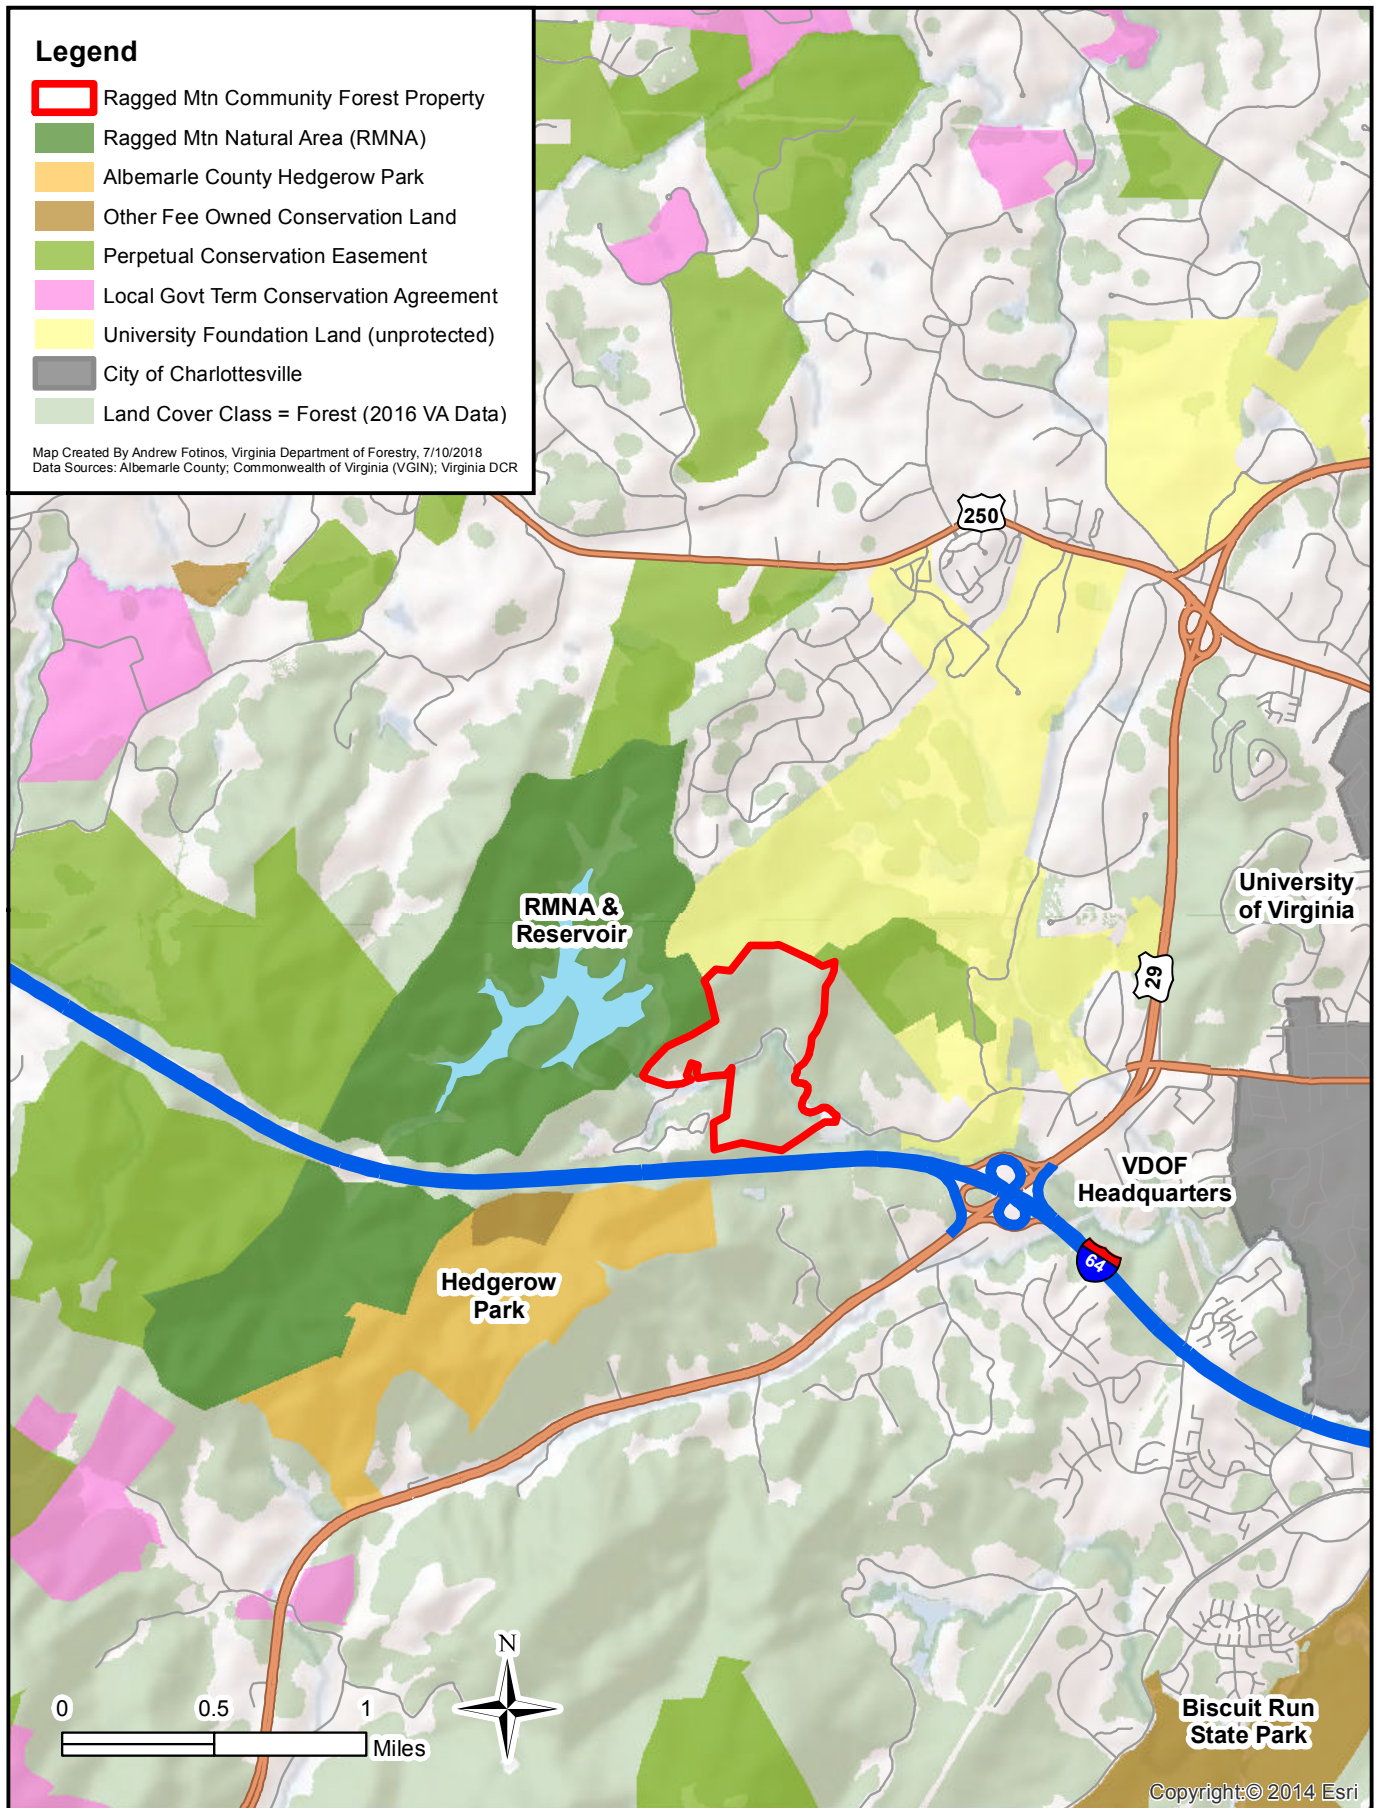 Legend
Ragged Mtn Community Forest Property
Ragged Mtn Natural Area (RMNA)
Albemarle County Hedgerow Park
Other Fee Owned Conservation Land
Perpetual Conservation Easement
Local Govt Term Conservation Agreement
University Foundation Land (unprotected)
City of Charlottesville
Land Cover Class = Forest (2016 VA Data)
Map Created By Andrew Fotinos, Virginia Department of Forestry, 7/10/2018
Data Sources: Albemarle County; Commonwealth of Virginia (VGIN); Virginia DCR
250
University
of Virginia
RMNA &
Reservoir
29
VDOF
Headquarters
64
Hedgerow
Park
N
0 0.5 1
Miles
Biscuit Run
State Park
Copyright:© 2014 Esri